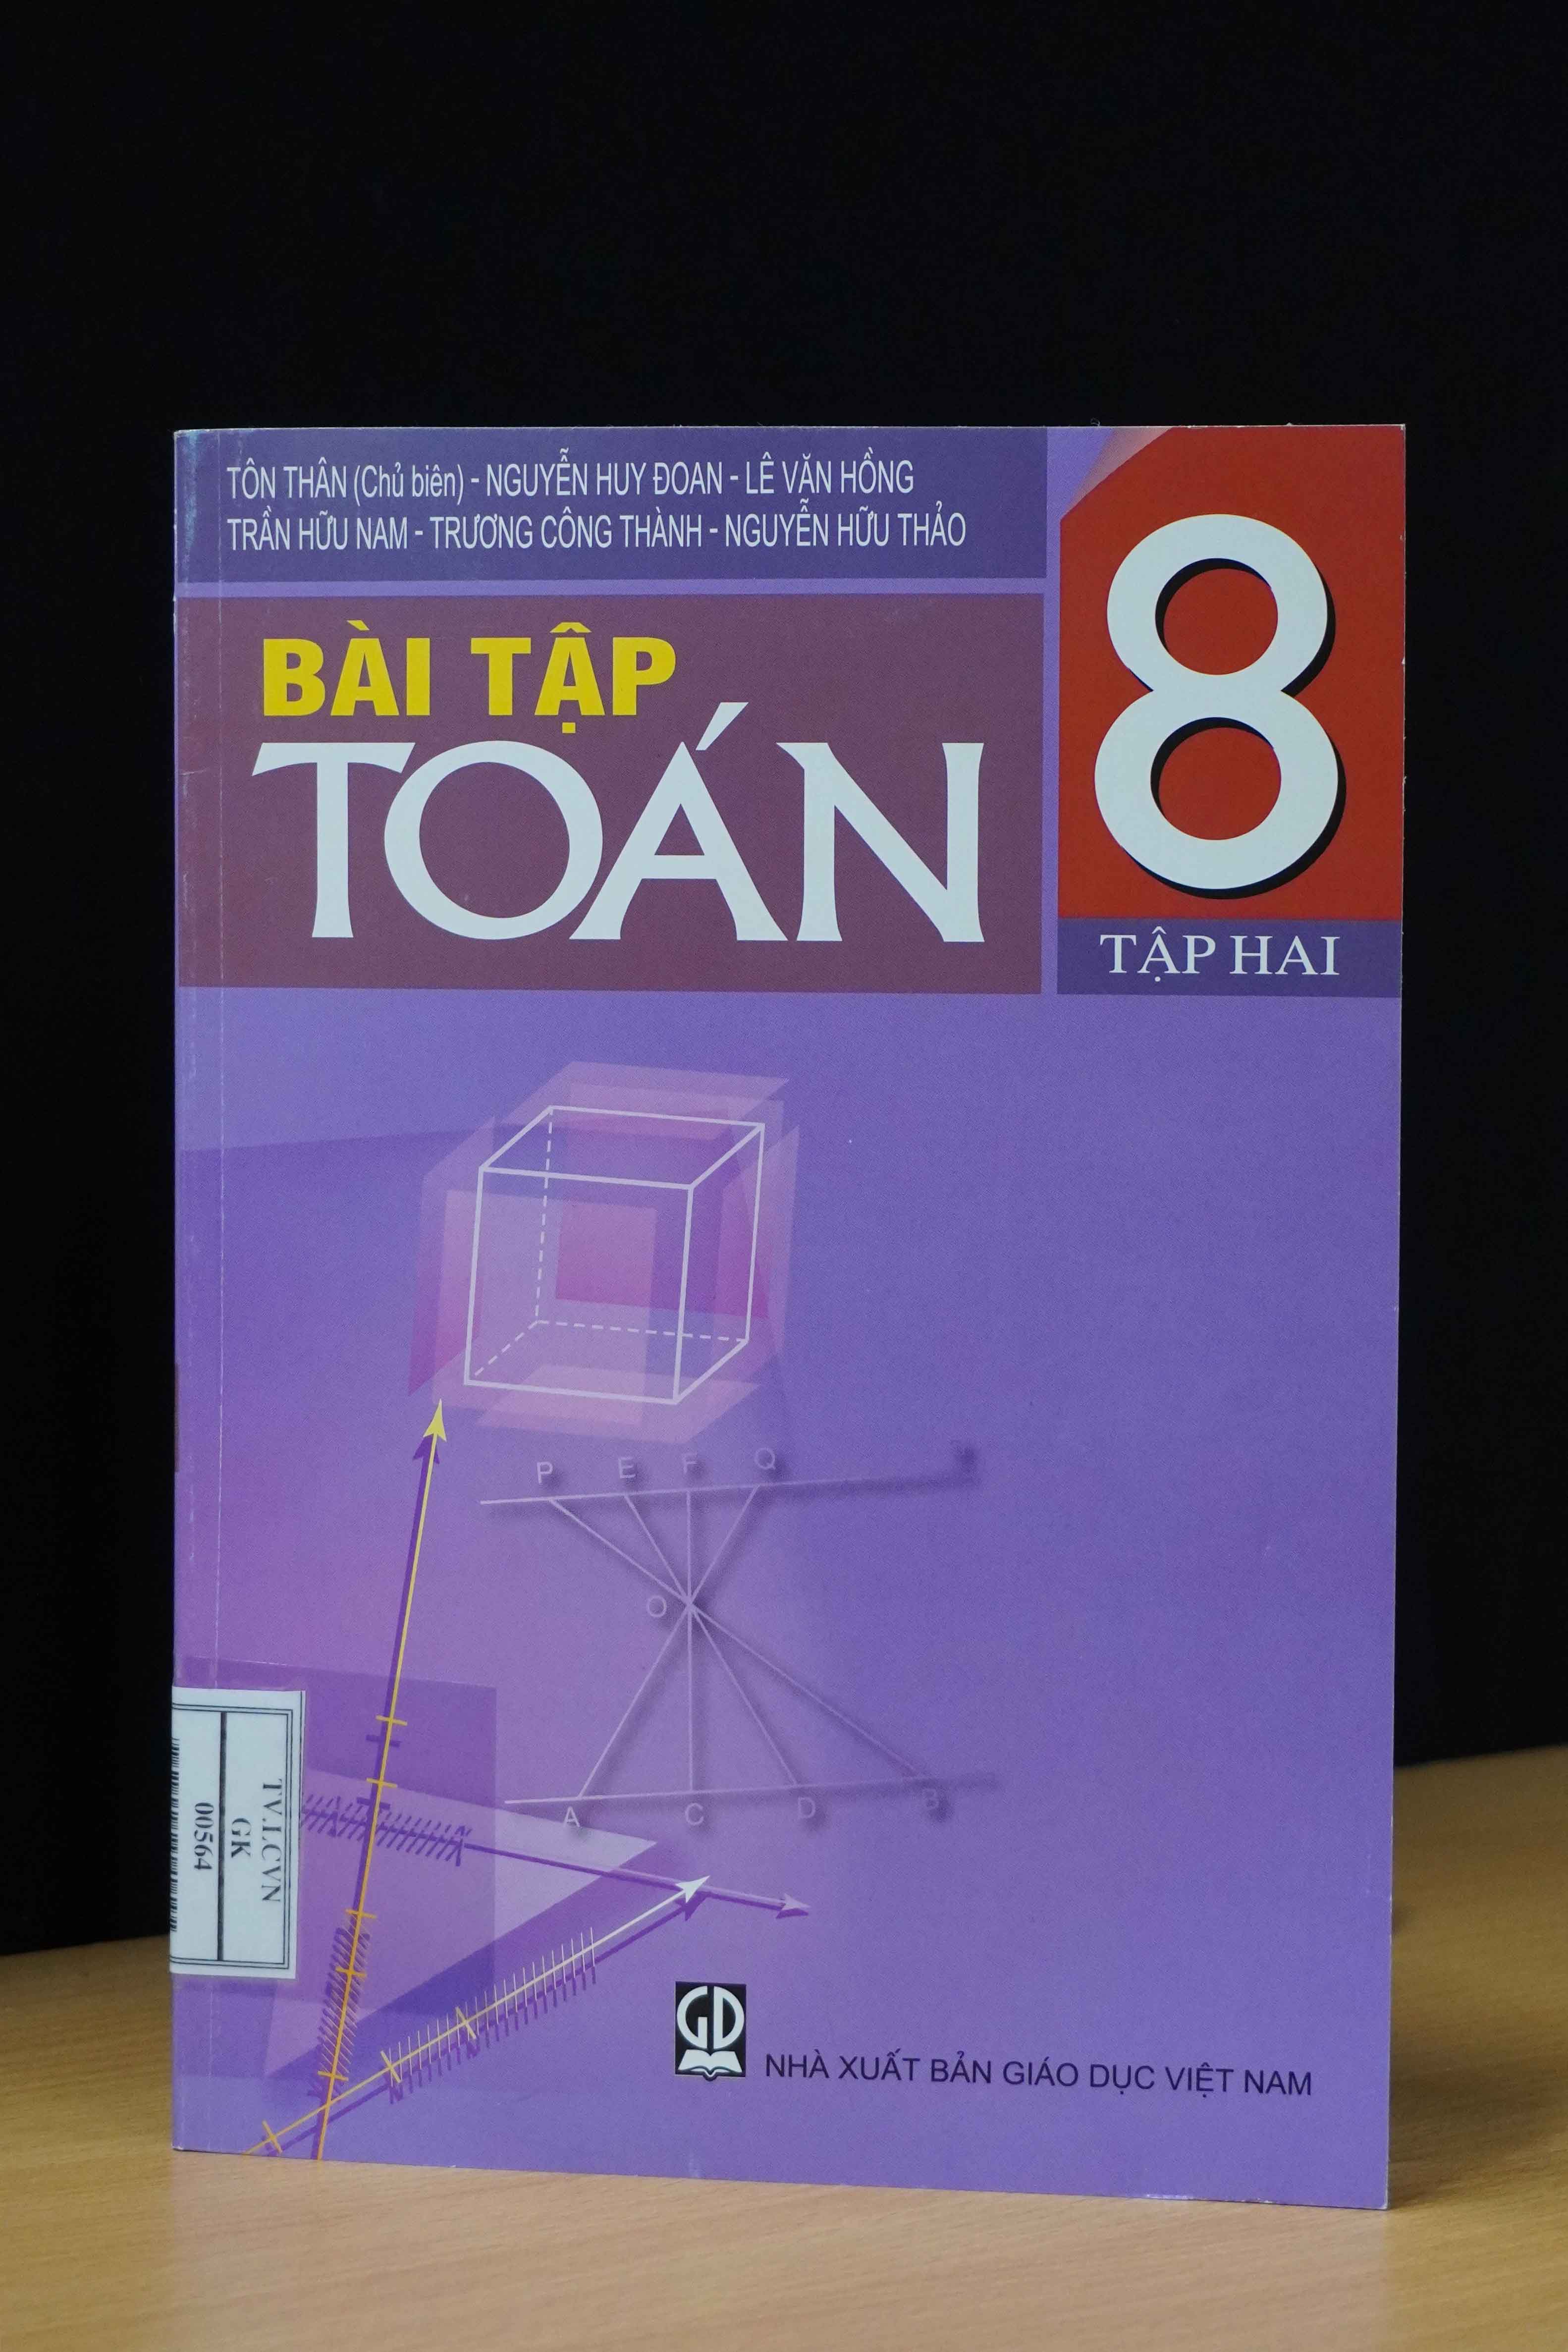 TÔN THÂN (Chủ biên) - NGUYỄN HUY ĐOAN - LÊ VĂN HỒNG
TRẦN HỮU NAM - TRƯƠNG CÔNG THÀNH - NGUYỄN HỮU THẢO
BÀI TẬP
TOÁN
8
TẬP HAI
P E F Q
O
A C D B
TV.LCVN
GK
00564
GD
NHÀ XUẤT BẢN GIÁO DỤC VIỆT NAM